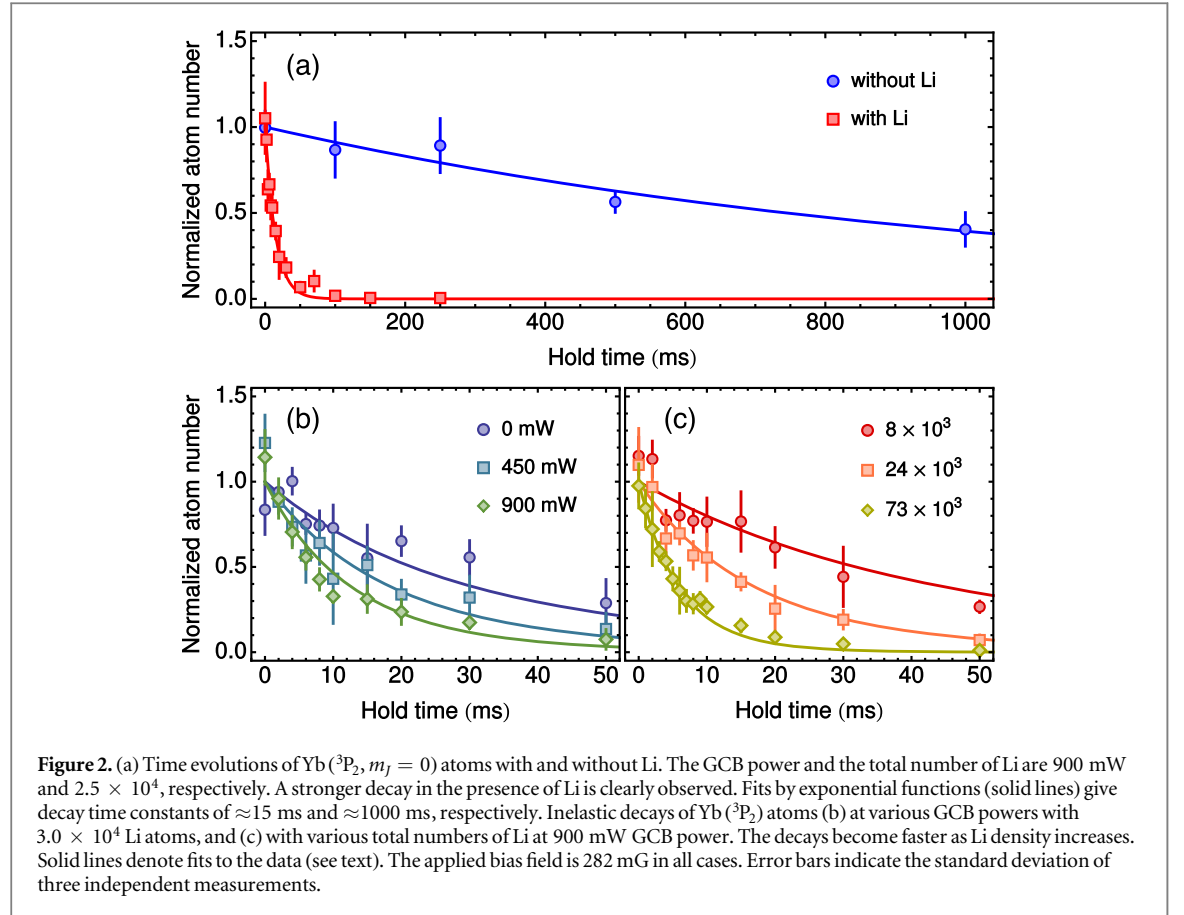 1.5
1.0
0.5
0.0
Normalized atom number
(a)
without Li
with Li
0 200 400 600 800 1000
Hold time (ms)
1.5
1.0
0.5
0.0
Normalized atom number
(b)
0 mW
450 mW
900 mW
0 10 20 30 40 50
Hold time (ms)
(c)
8 × 10³
24 × 10³
73 × 10³
0 10 20 30 40 50
Hold time (ms)
Figure 2. (a) Time evolutions of Yb (³P₂, m_J = 0) atoms with and without Li. The GCB power and the total number of Li are 900 mW
and 2.5 × 10⁴, respectively. A stronger decay in the presence of Li is clearly observed. Fits by exponential functions (solid lines) give
decay time constants of ≈15 ms and ≈1000 ms, respectively. Inelastic decays of Yb (³P₂) atoms (b) at various GCB powers with
3.0 × 10⁴ Li atoms, and (c) with various total numbers of Li at 900 mW GCB power. The decays become faster as Li density increases.
Solid lines denote fits to the data (see text). The applied bias field is 282 mG in all cases. Error bars indicate the standard deviation of
three independent measurements.